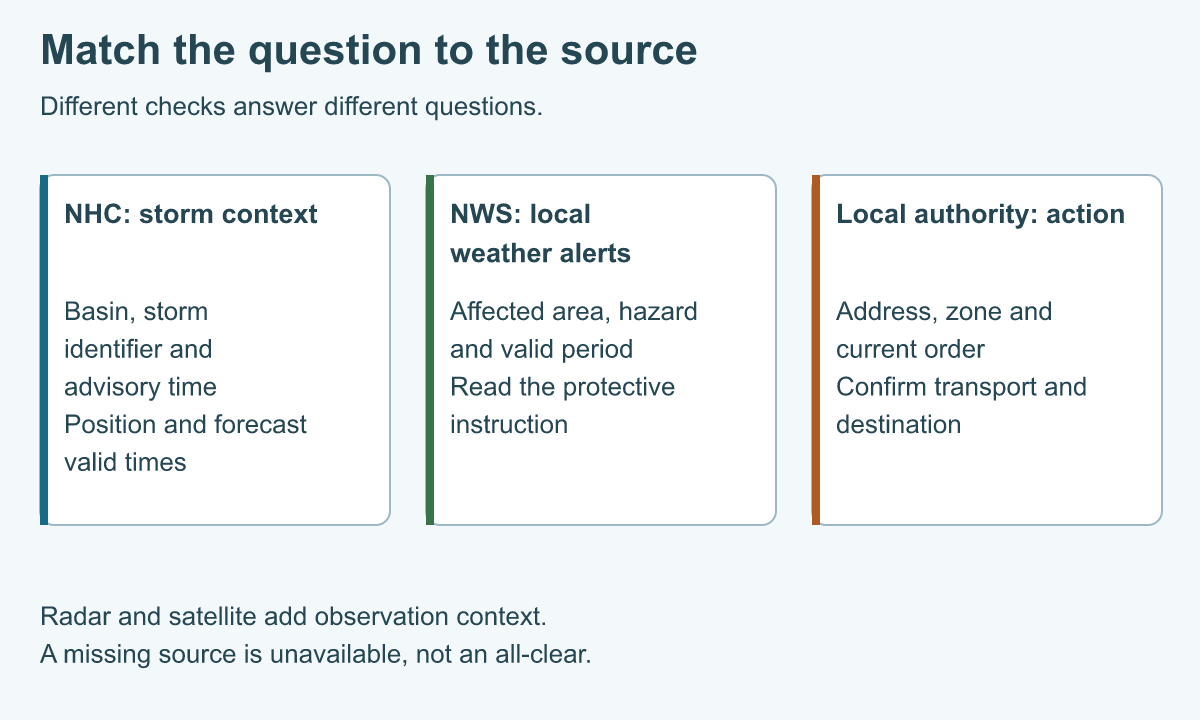 Match the question to the source
Different checks answer different questions.
NHC: storm context
Basin, storm
identifier and
advisory time
Position and forecast
valid times
NWS: local
weather alerts
Affected area, hazard
and valid period
Read the protective
instruction
Local authority: action
Address, zone and
current order
Confirm transport and
destination
Radar and satellite add observation context.
A missing source is unavailable, not an all-clear.